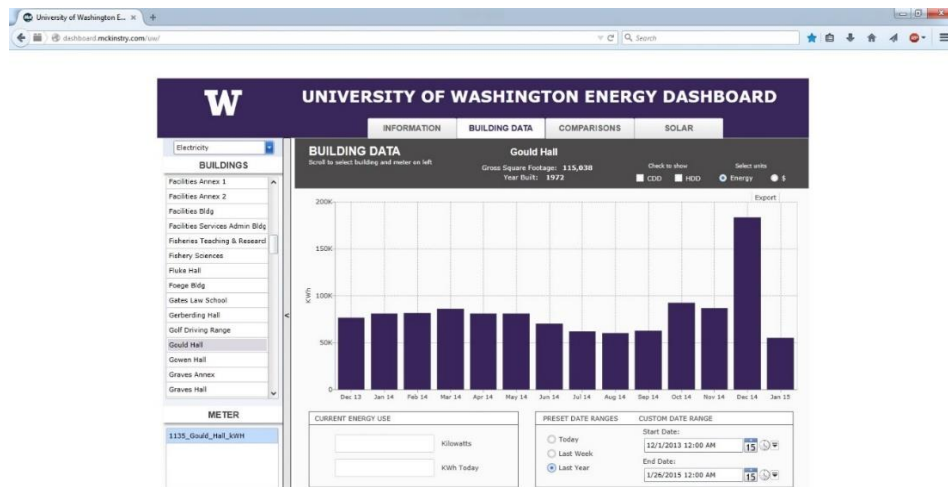 University of Washington E...
dashboard.mckinstry.com/uw/
Search
W
UNIVERSITY OF WASHINGTON ENERGY DASHBOARD
INFORMATION
BUILDING DATA
COMPARISONS
SOLAR
Electricity
BUILDINGS
Facilities Annex 1
Facilities Annex 2
Facilities Bldg
Facilities Services Admin Bldg
Fisheries Teaching & Researcl
Fishery Sciences
Fluke Hall
Foege Bldg
Gates Law School
Gerberding Hall
Golf Driving Range
Gould Hall
Gowen Hall
Graves Annex
Graves Hall
METER
1135_Gould_Hall_kWH
BUILDING DATA
Scroll to select building and meter on left
Gould Hall
Gross Square Footage: 115,038
Year Built: 1972
Check to show
CDD
HDD
Select units
Energy
$
Export
KWh
200K
150K
100K
50K
0
Dec 13
Jan 14
Feb 14
Mar 14
Apr 14
May 14
Jun 14
Jul 14
Aug 14
Sep 14
Oct 14
Nov 14
Dec 14
Jan 15
CURRENT ENERGY USE
Kilowatts
KWh Today
PRESET DATE RANGES
Today
Last Week
Last Year
CUSTOM DATE RANGE
Start Date:
12/1/2013 12:00 AM
15
End Date:
1/26/2015 12:00 AM
15